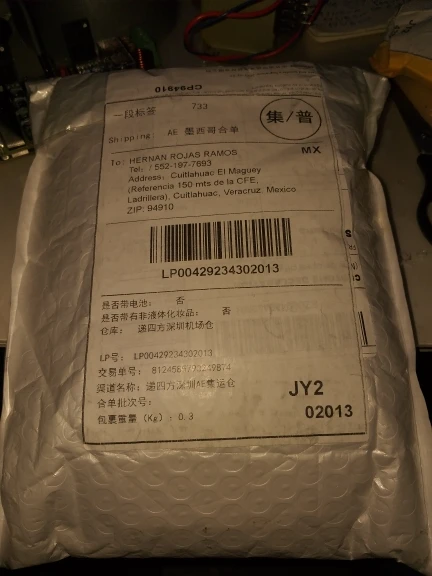 CP94910
一段标签 733
集/普
Shipping: AE 墨西哥合单
MX
To: HERNAN ROJAS RAMOS
Tel: / 552-197-7693
Address: Cuitlahuac El Maguey
(Referencia 150 mts de la CFE,
Ladrillera), Cuitlahuac, Veracruz. Mexico
ZIP: 94910
LP00429234302013
是否带电池: 否
是否带有非液体化妆品: 否
仓库: 递四方深圳机场仓
LP号: LP00429234302013
交易单号:
渠道名称: 递四方深圳AE集运仓
合单批次号:
包裹重量 (Kg): 0.3
JY2
02013